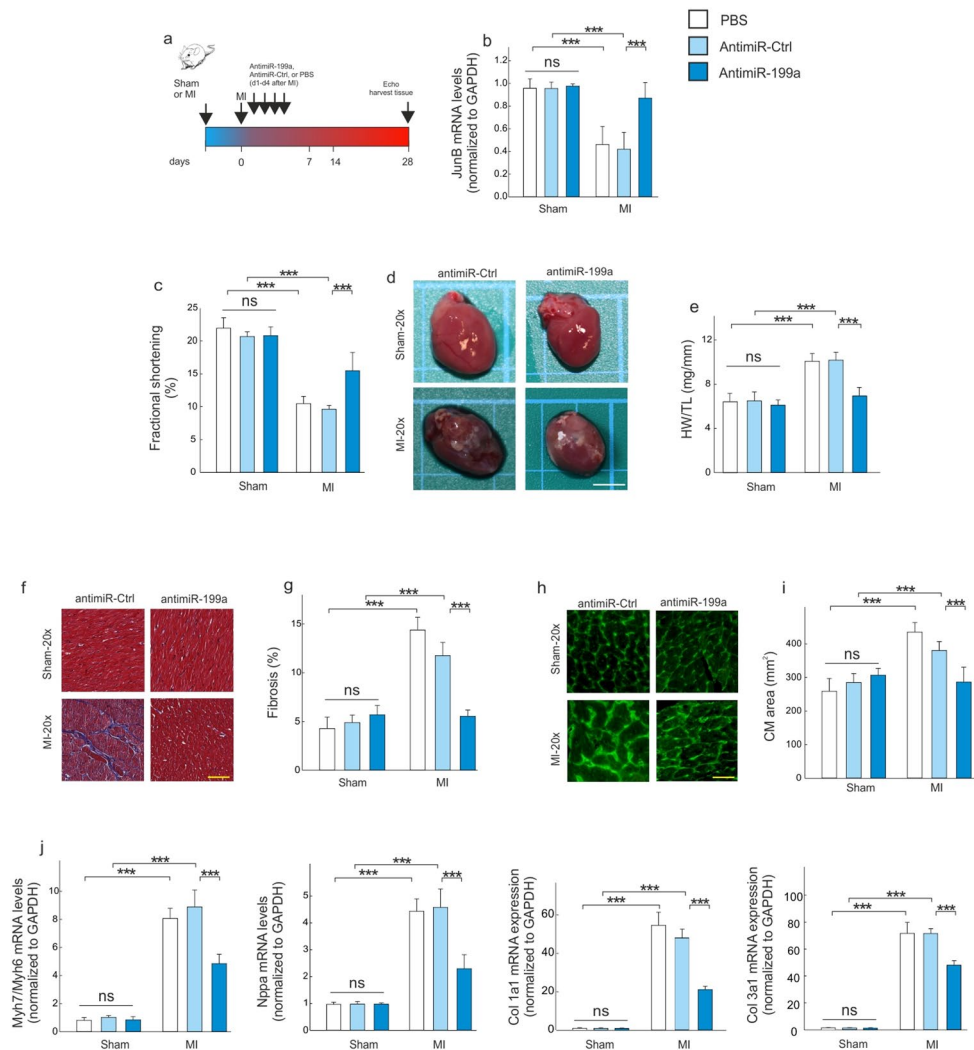 PBS
AntimiR-Ctrl
AntimiR-199a
a
Sham
or MI
MI
AntimiR-199a,
AntimiR-Ctrl, or PBS
(d1-d4 after MI)
Echo
harvest tissue
days
0
7
14
28
b
JunB mRNA levels
(normalized to GAPDH)
1.0
0.8
0.6
0.4
0.2
0.0
***
***
***
ns
Sham
MI
c
Fractional shortening
(%)
25
20
15
10
5
0
***
***
***
ns
Sham
MI
d
antimiR-Ctrl
antimiR-199a
Sham-20x
MI-20x
e
HW/TL (mg/mm)
12
9
6
3
0
***
***
***
ns
Sham
MI
f
antimiR-Ctrl
antimiR-199a
Sham-20x
MI-20x
g
Fibrosis (%)
15
10
5
0
***
***
***
ns
Sham
MI
h
antimiR-Ctrl
antimiR-199a
Sham-20x
MI-20x
i
CM area (mm²)
400
300
200
0
***
***
***
ns
Sham
MI
j
Myh7/Myh6 mRNA levels
(normalized to GAPDH)
10
8
6
4
2
0
***
***
***
ns
Sham
MI
Nppa mRNA levels
(normalized to GAPDH)
5
4
3
2
1
0
***
***
***
ns
Sham
MI
Col 1a1 mRNA expression
(normalized to GAPDH)
60
40
20
0
***
***
***
ns
Sham
MI
Col 3a1 mRNA expression
(normalized to GAPDH)
100
80
60
40
20
0
***
***
***
ns
Sham
MI